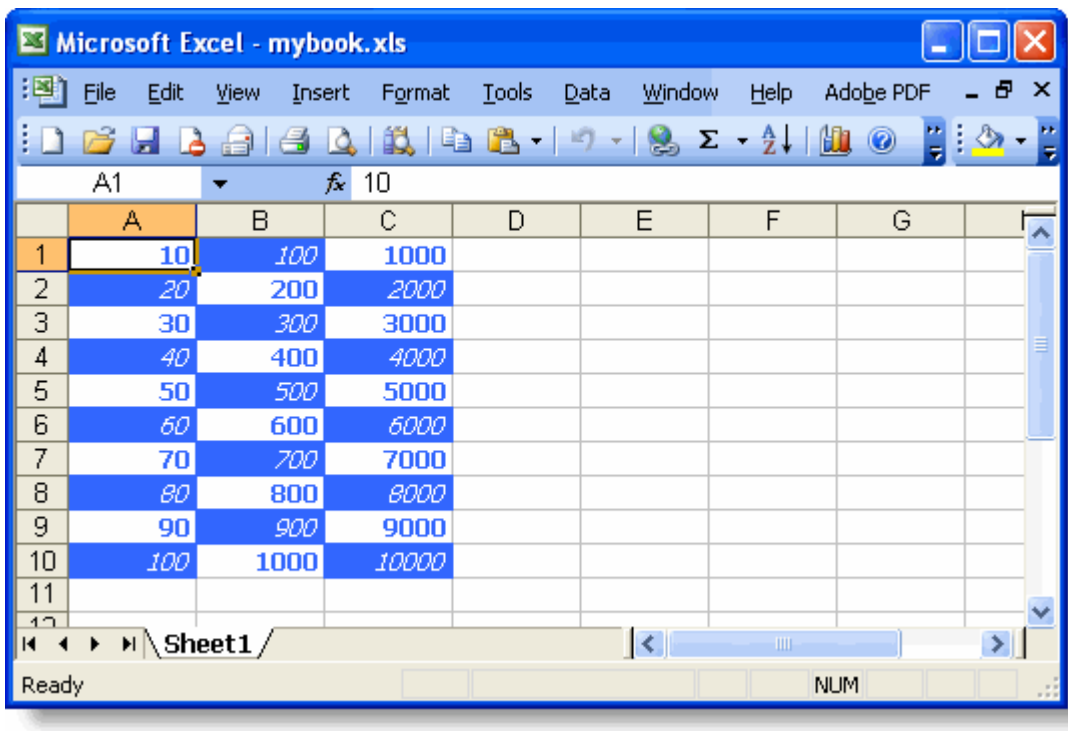 Microsoft Excel - mybook.xls
File Edit View Insert Format Tools Data Window Help Adobe PDF
A1 fx 10
A B C D E F G
1 10 100 1000
2 20 200 2000
3 30 300 3000
4 40 400 4000
5 50 500 5000
6 60 600 6000
7 70 700 7000
8 80 800 8000
9 90 900 9000
10 100 1000 10000
11
12
Sheet1
Ready NUM